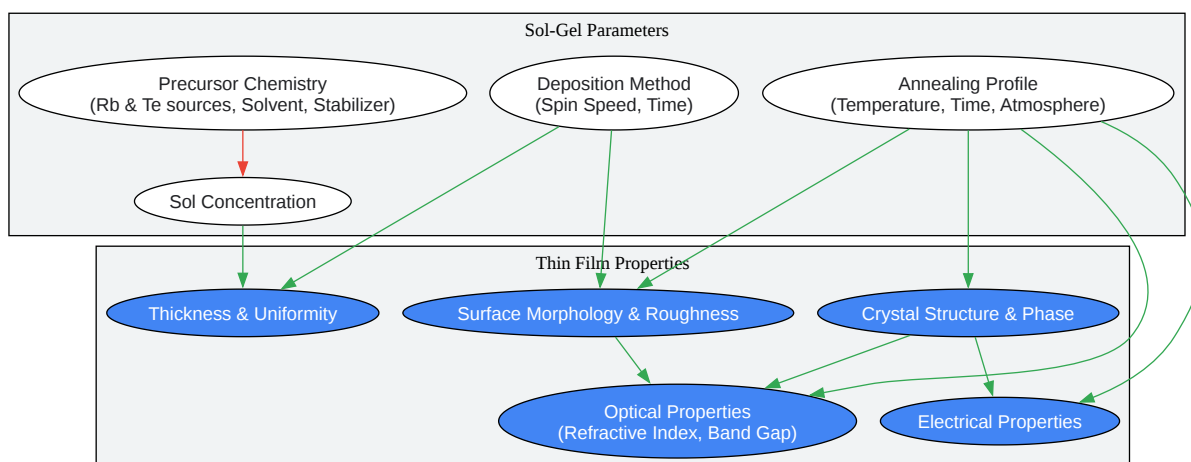 Sol-Gel Parameters
Precursor Chemistry
(Rb & Te sources, Solvent, Stabilizer)
Deposition Method
(Spin Speed, Time)
Annealing Profile
(Temperature, Time, Atmosphere)
Sol Concentration
Thin Film Properties
Thickness & Uniformity
Surface Morphology & Roughness
Crystal Structure & Phase
Optical Properties
(Refractive Index, Band Gap)
Electrical Properties